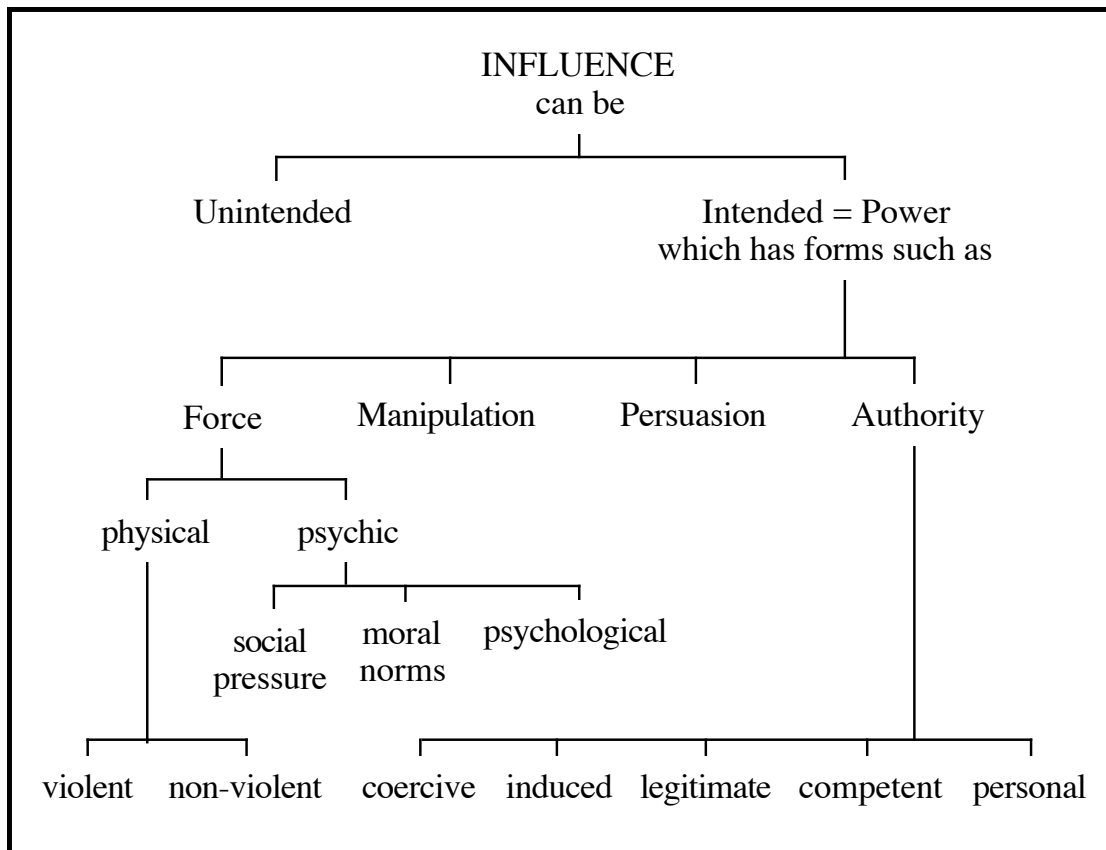 INFLUENCE
can be
Unintended
Intended = Power
which has forms such as
Force
Manipulation
Persuasion
Authority
physical
psychic
social
pressure
moral
norms
psychological
violent
non-violent
coercive
induced
legitimate
competent
personal